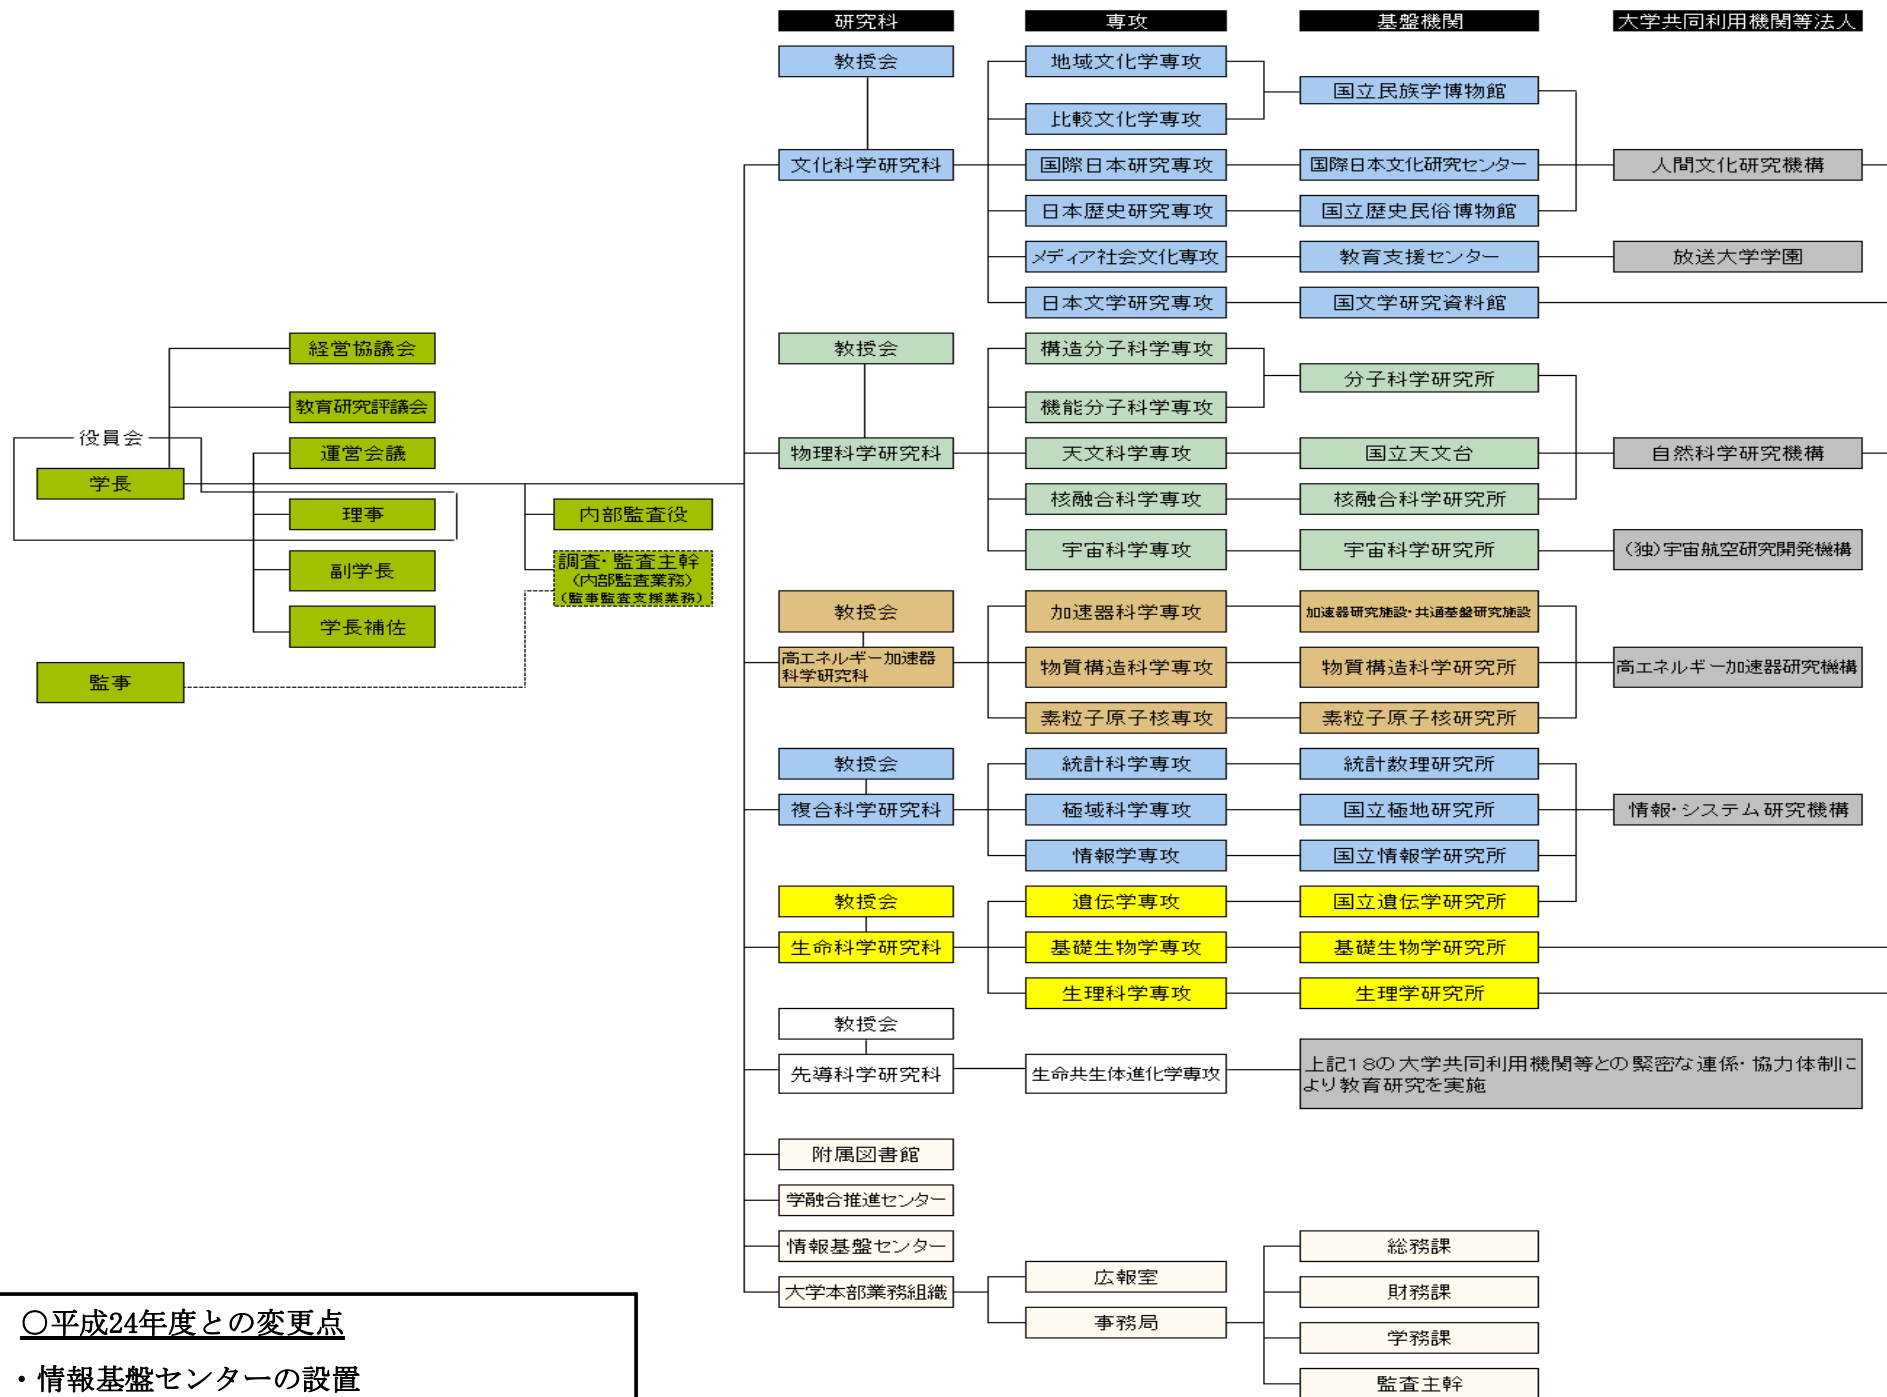 研究科
専攻
基盤機関
大学共同利用機関等法人
教授会
地域文化学専攻
国立民族学博物館
比較文化学専攻
文化科学研究科
国際日本研究専攻
国際日本文化研究センター
人間文化研究機構
日本歴史研究専攻
国立歴史民俗博物館
メディア社会文化専攻
教育支援センター
放送大学学園
日本文学研究専攻
国文学研究資料館
経営協議会
教育研究評議会
役員会
運営会議
学長
理事
副学長
学長補佐
監事
内部監査役
調査・監査主幹
（内部監査業務）
（監事監査支援業務）
教授会
構造分子科学専攻
分子科学研究所
機能分子科学専攻
物理科学研究科
天文科学専攻
国立天文台
自然科学研究機構
核融合科学専攻
核融合科学研究所
宇宙科学専攻
宇宙科学研究所
（独）宇宙航空研究開発機構
教授会
加速器科学専攻
加速器研究施設・共通基盤研究施設
高エネルギー加速器
科学研究科
物質構造科学専攻
物質構造科学研究所
高エネルギー加速器研究機構
素粒子原子核専攻
素粒子原子核研究所
教授会
統計科学専攻
統計数理研究所
複合科学研究科
極域科学専攻
国立極地研究所
情報・システム研究機構
情報学専攻
国立情報学研究所
教授会
遺伝学専攻
国立遺伝学研究所
生命科学研究科
基礎生物学専攻
基礎生物学研究所
生理科学専攻
生理学研究所
教授会
先導科学研究科
生命共生体進化学専攻
上記１８の大学共同利用機関等との緊密な連係・協力体制に
より教育研究を実施
附属図書館
学融合推進センター
情報基盤センター
大学本部業務組織
広報室
事務局
総務課
財務課
学務課
監査主幹
○平成24年度との変更点
・情報基盤センターの設置